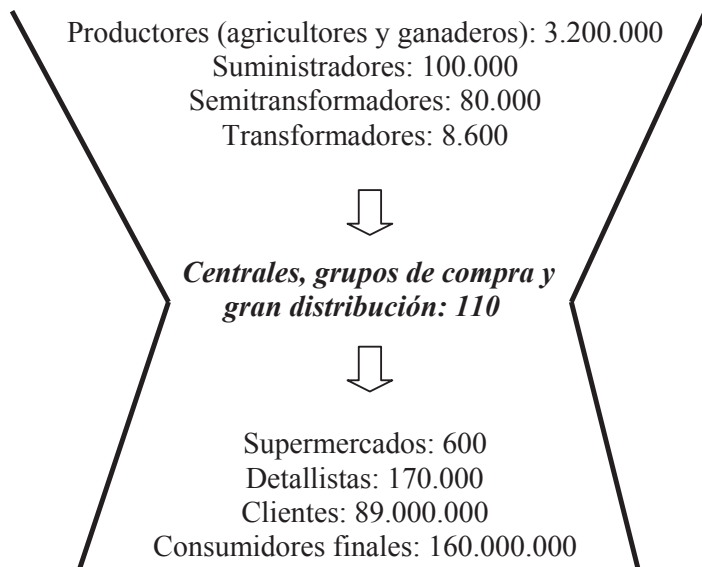 Productores (agricultores y ganaderos): 3.200.000
Suministradores: 100.000
Semitransformadores: 80.000
Transformadores: 8.600
Centrales, grupos de compra y
gran distribución: 110
Supermercados: 600
Detallistas: 170.000
Clientes: 89.000.000
Consumidores finales: 160.000.000